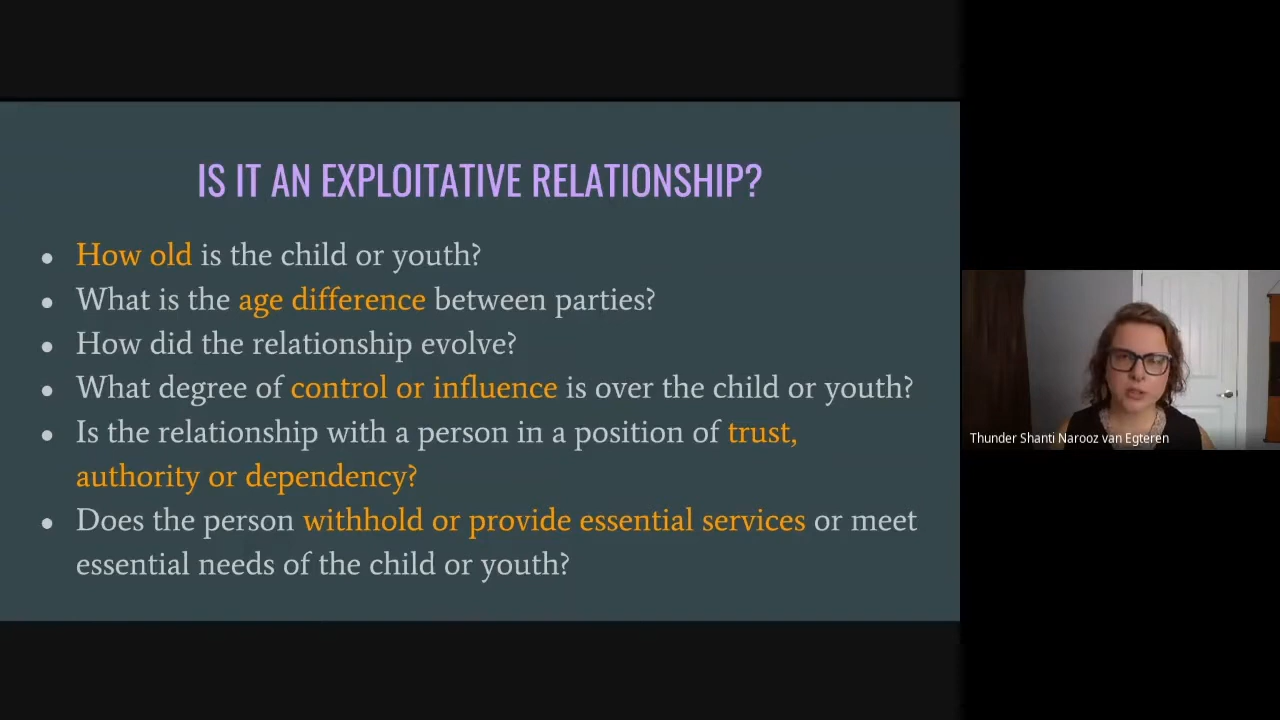 IS IT AN EXPLOITATIVE RELATIONSHIP?
• How old is the child or youth?
• What is the age difference between parties?
• How did the relationship evolve?
• What degree of control or influence is over the child or youth?
• Is the relationship with a person in a position of trust,
authority or dependency?
• Does the person withhold or provide essential services or meet
essential needs of the child or youth?
Thunder Shanti Narooz van Egteren